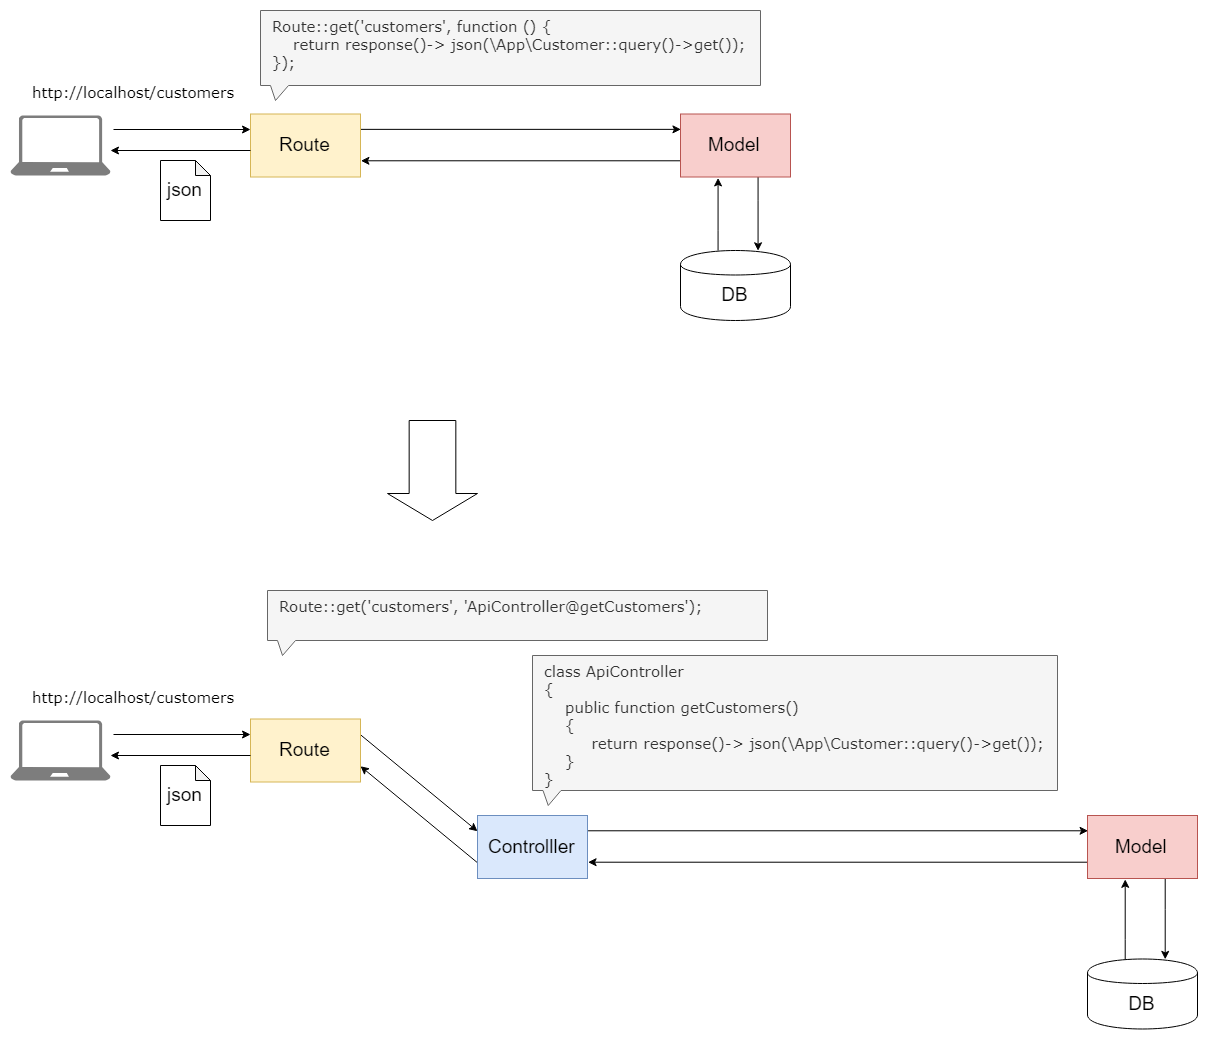 Route::get('customers', function () {
return response()-> json(\App\Customer::query()->get());
});
http://localhost/customers
Route
Model
json
DB
Route::get('customers', 'ApiController@getCustomers');
class ApiController
{
public function getCustomers()
{
return response()-> json(\App\Customer::query()->get());
}
}
http://localhost/customers
Route
json
Controlller
Model
DB